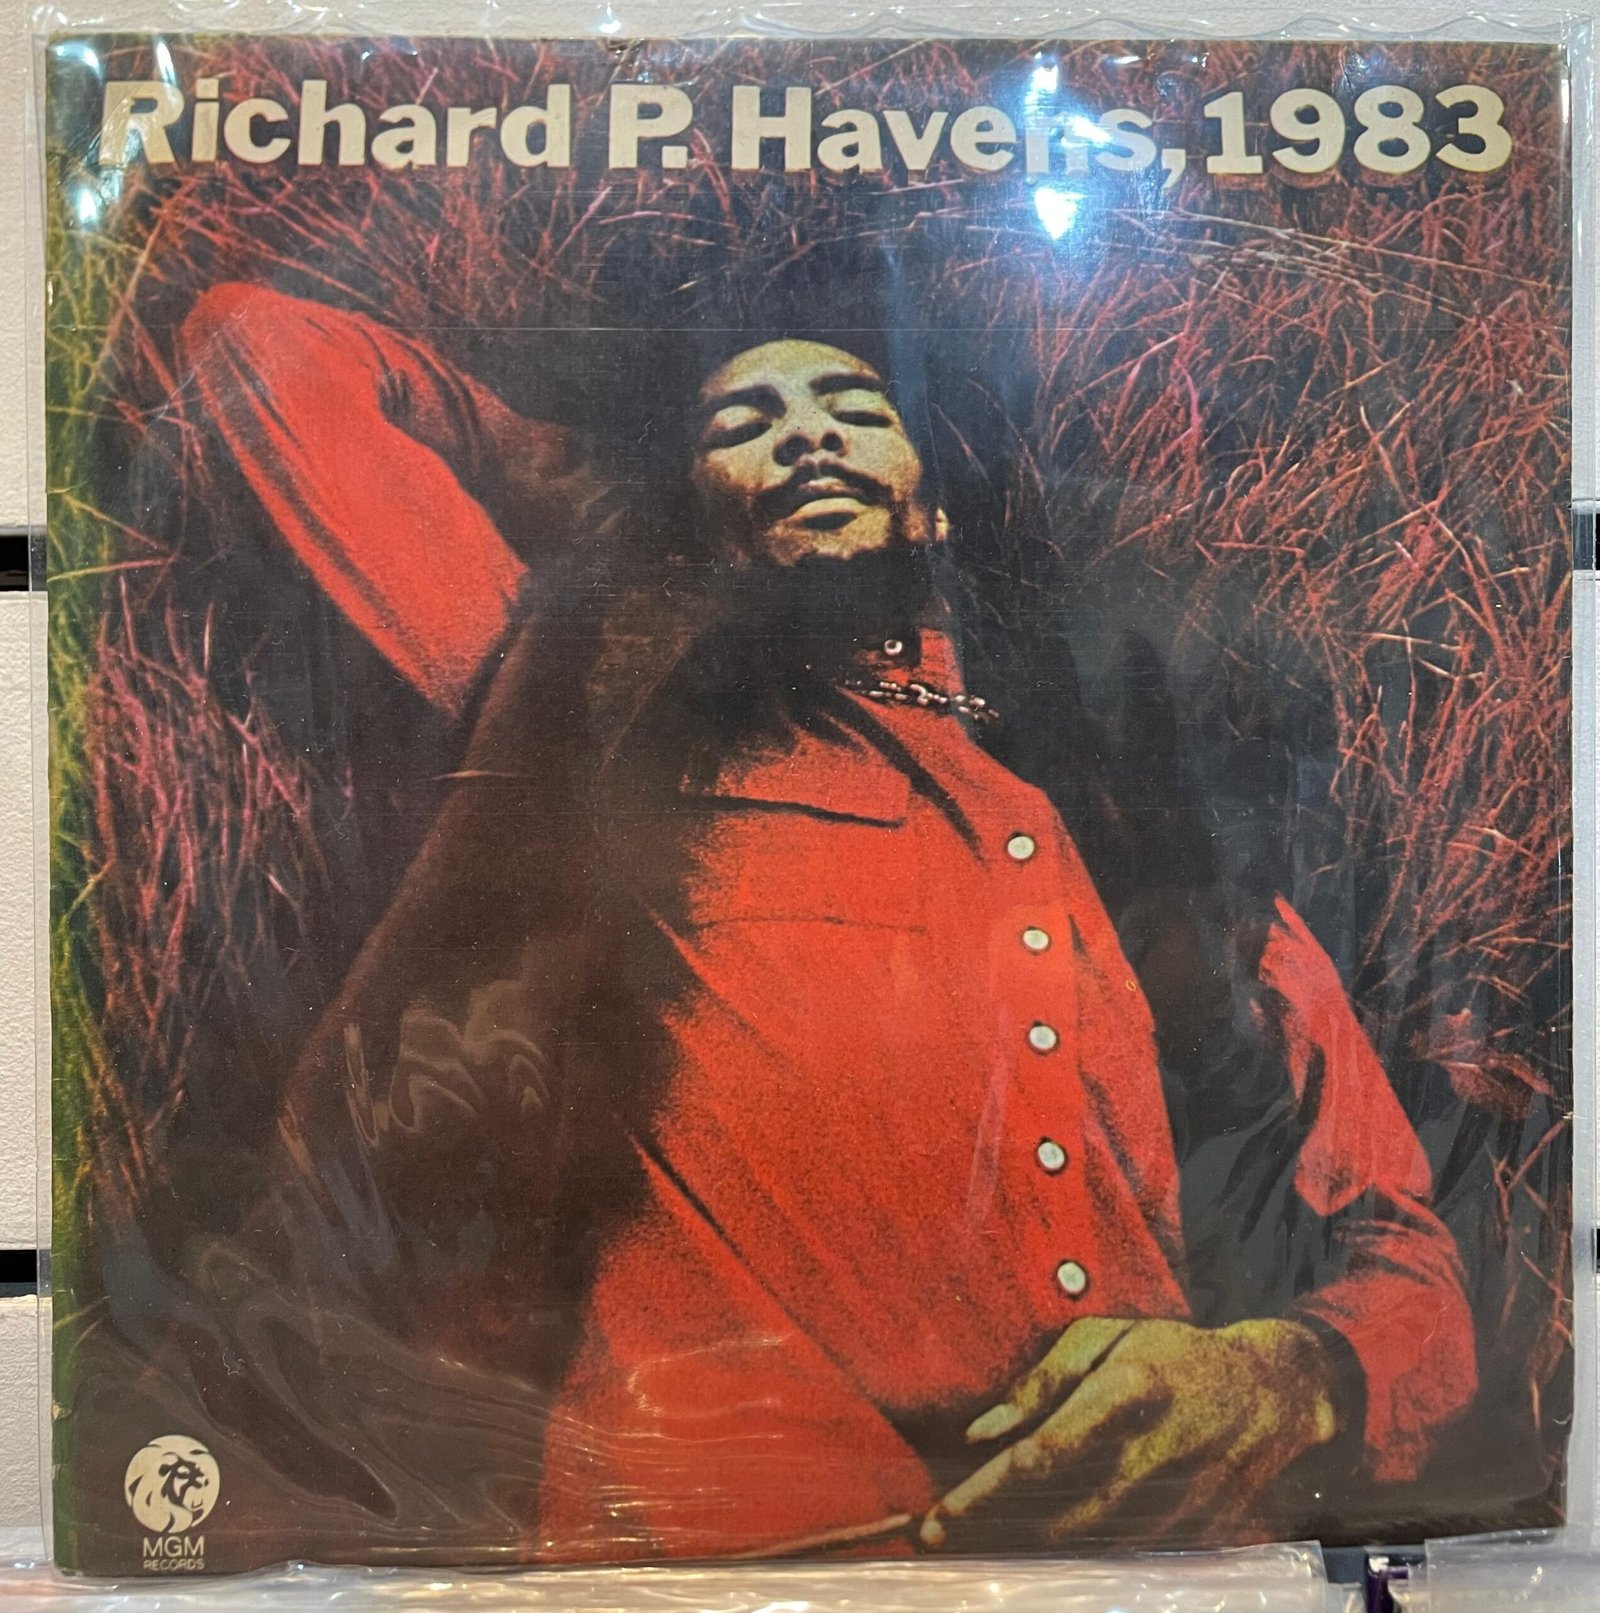 Richard P. Havens, 1983
MGM
RECORDS